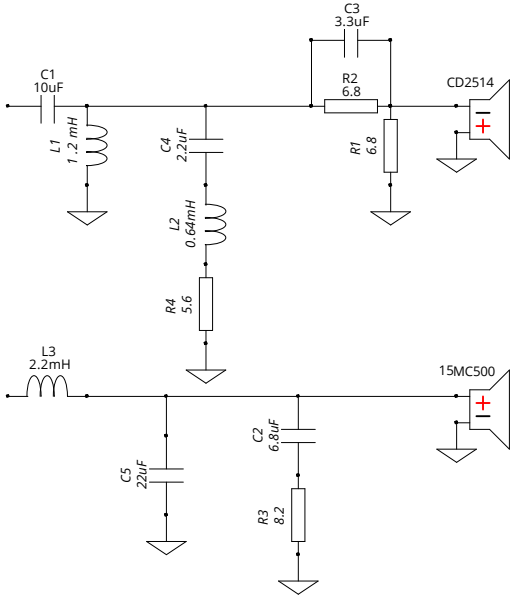 C3
3.3uF
C1
10uF
R2
6.8
CD2514
L1
1.2 mH
C4
2.2uF
R1
6.8
L2
0.64mH
R4
5.6
L3
2.2mH
15MC500
C2
6.8uF
C5
22uF
R3
8.2